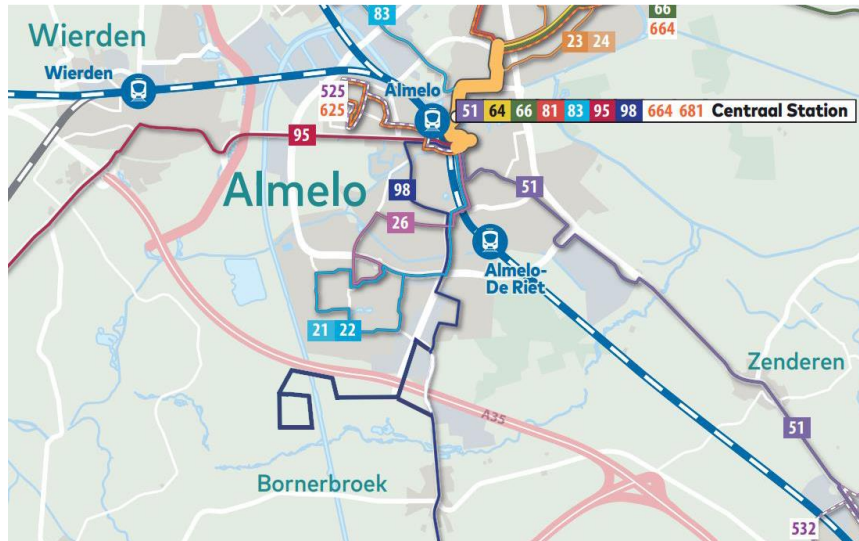 83
66
664
23 24
Wierden
Wierden
525
625
Almelo
51 64 66 81 83 95 98 664 681 Centraal Station
95
Almelo
98
51
26
Almelo-
De Riet
21 22
Zenderen
A35
51
Bornerbroek
532